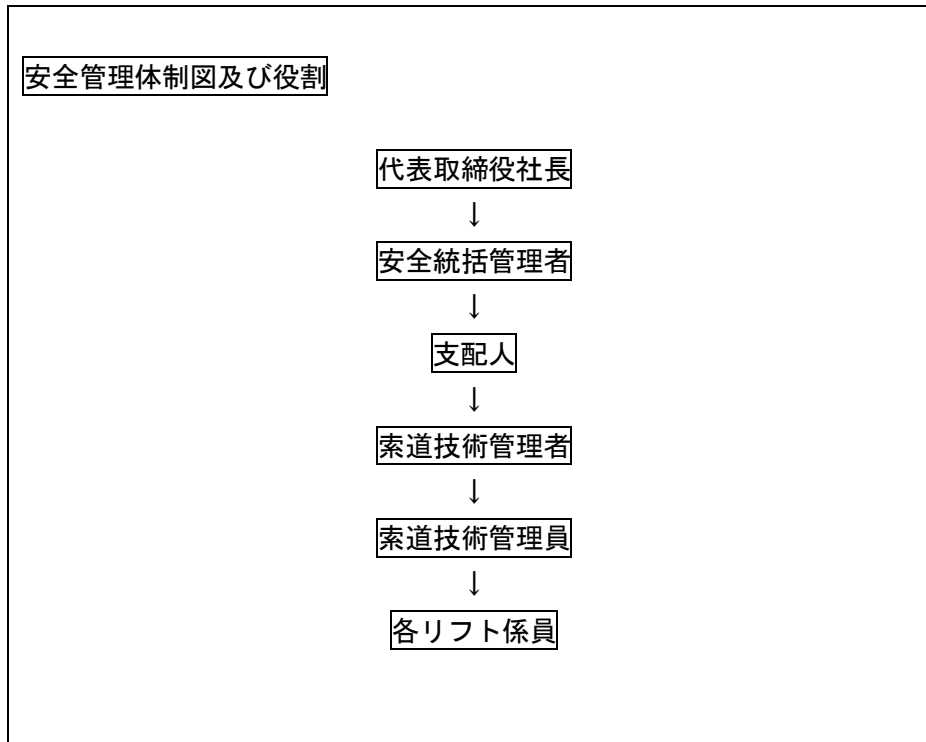 安全管理体制図及び役割
代表取締役社長
↓
安全統括管理者
↓
支配人
↓
索道技術管理者
↓
索道技術管理員
↓
各リフト係員